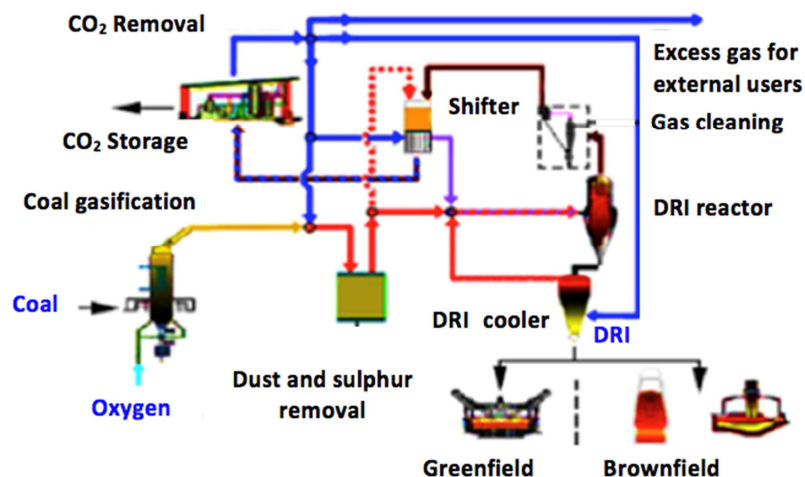 CO₂ Removal
Excess gas for
external users
Shifter
Gas cleaning
CO₂ Storage
Coal gasification
DRI reactor
Coal
DRI cooler
DRI
Oxygen
Dust and sulphur
removal
Greenfield
Brownfield